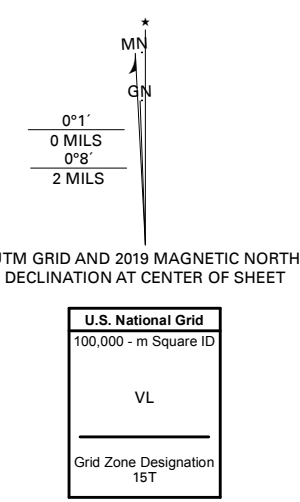 MN
GN
0°1´
0 MILS
0°8´
2 MILS
UTM GRID AND 2019 MAGNETIC NORTH
DECLINATION AT CENTER OF SHEET
U.S. National Grid
100,000 - m Square ID
VL
Grid Zone Designation
15T